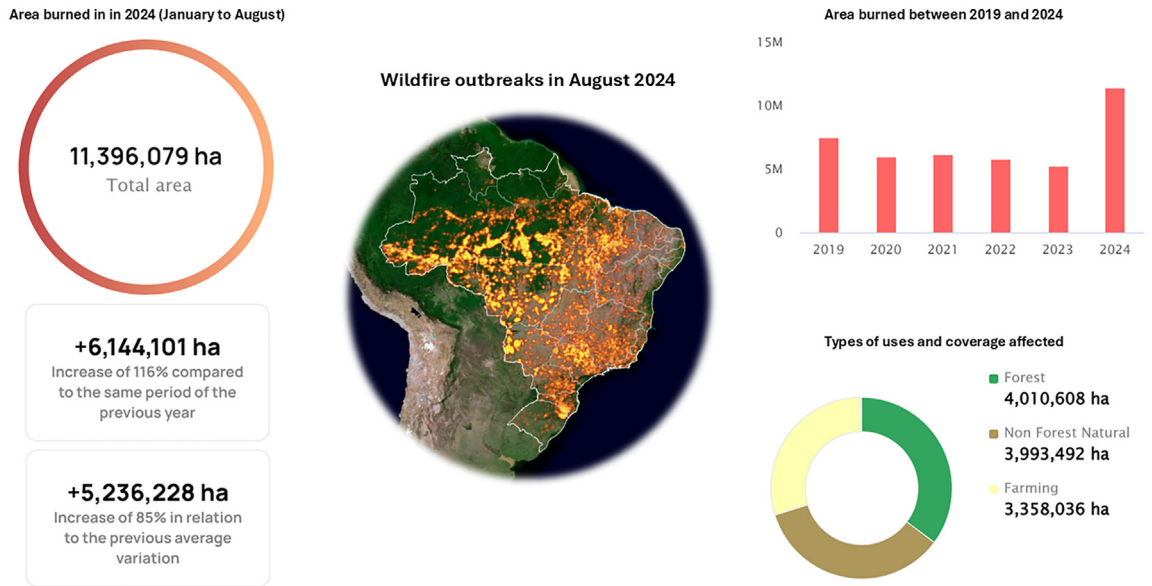 Area burned in in 2024 (January to August)
11,396,079 ha
Total area
+6,144,101 ha
Increase of 116% compared
to the same period of the
previous year
+5,236,228 ha
Increase of 85% in relation
to the previous average
variation
Wildfire outbreaks in August 2024
Area burned between 2019 and 2024
15M
10M
5M
0
2019 2020 2021 2022 2023 2024
Types of uses and coverage affected
Forest
4,010,608 ha
Non Forest Natural
3,993,492 ha
Farming
3,358,036 ha